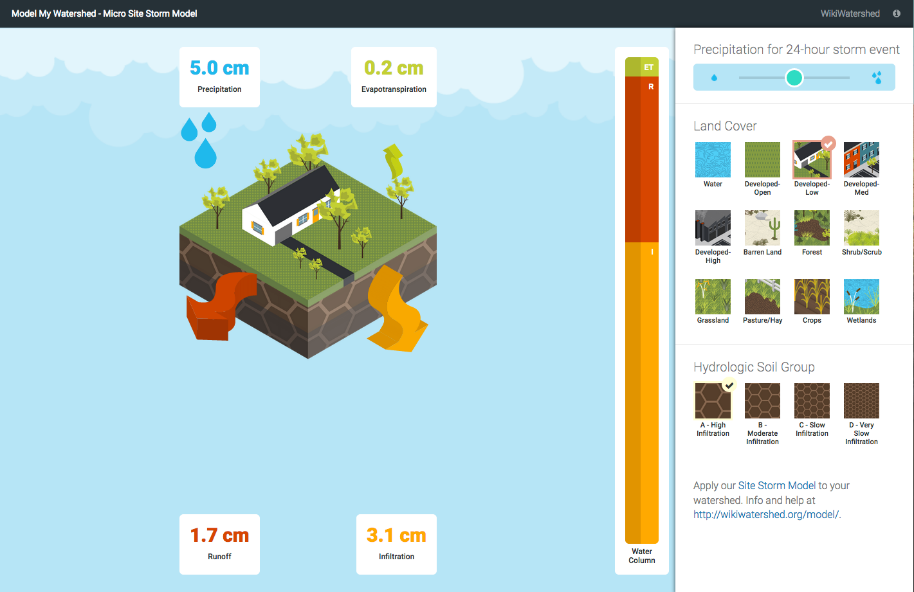 Model My Watershed - Micro Site Storm Model
WikiWatershed
5.0 cm
Precipitation
0.2 cm
Evapotranspiration
ET
R
I
Water
Column
1.7 cm
Runoff
3.1 cm
Infiltration
Precipitation for 24-hour storm event
Land Cover
Water
Developed-
Open
Developed-
Low
Developed-
Med
Developed-
High
Barren Land
Forest
Shrub/Scrub
Grassland
Pasture/Hay
Crops
Wetlands
Hydrologic Soil Group
A - High
Infiltration
B -
Moderate
Infiltration
C - Slow
Infiltration
D - Very
Slow
Infiltration
Apply our Site Storm Model to your
watershed. Info and help at
http://wikiwatershed.org/model/.